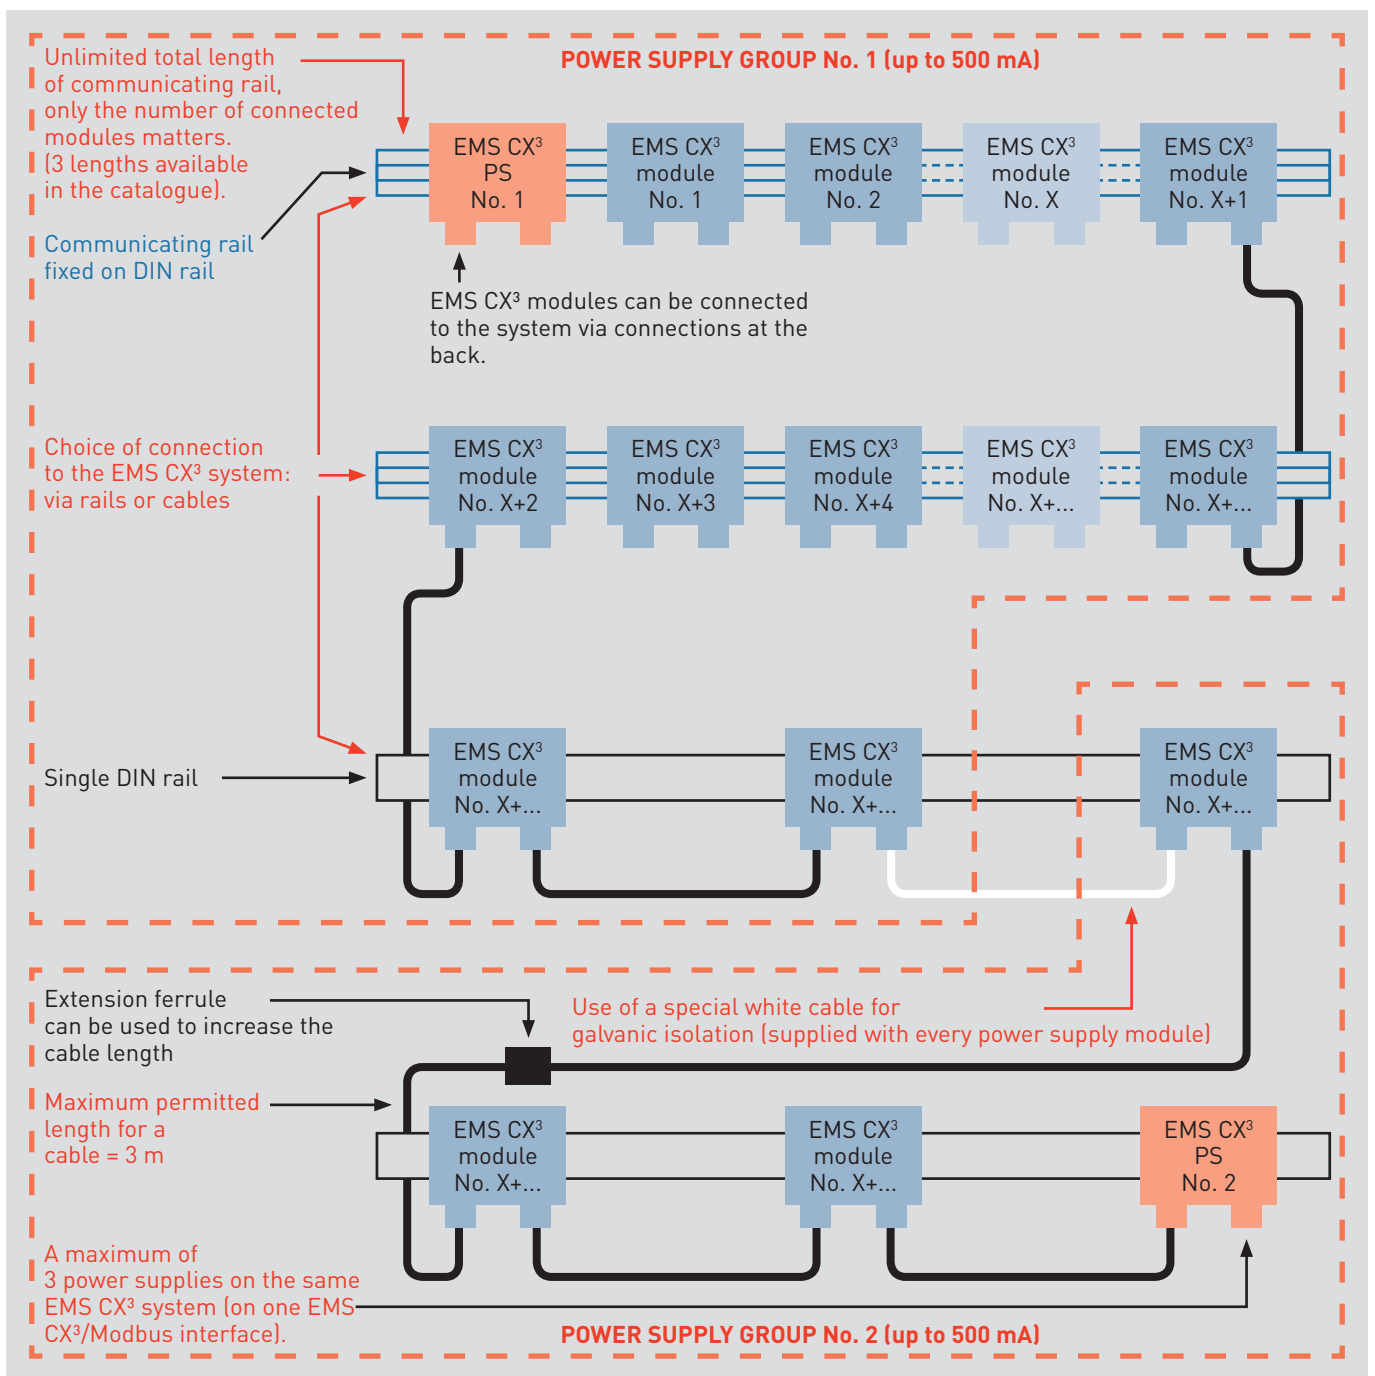 POWER SUPPLY GROUP No. 1 (up to 500 mA)
Unlimited total length
of communicating rail,
only the number of connected
modules matters.
(3 lengths available
in the catalogue).
EMS CX³
PS
No. 1
EMS CX³
module
No. 1
EMS CX³
module
No. 2
EMS CX³
module
No. X
EMS CX³
module
No. X+1
Communicating rail
fixed on DIN rail
EMS CX³ modules can be connected
to the system via connections at the
back.
Choice of connection
to the EMS CX³ system:
via rails or cables
EMS CX³
module
No. X+2
EMS CX³
module
No. X+3
EMS CX³
module
No. X+4
EMS CX³
module
No. X+...
EMS CX³
module
No. X+...
Single DIN rail
EMS CX³
module
No. X+...
EMS CX³
module
No. X+...
EMS CX³
module
No. X+...
Extension ferrule
can be used to increase the
cable length
Use of a special white cable for
galvanic isolation (supplied with every power supply module)
Maximum permitted
length for a
cable = 3 m
EMS CX³
module
No. X+...
EMS CX³
module
No. X+...
EMS CX³
PS
No. 2
A maximum of
3 power supplies on the same
EMS CX³ system (on one EMS
CX³/Modbus interface).
POWER SUPPLY GROUP No. 2 (up to 500 mA)